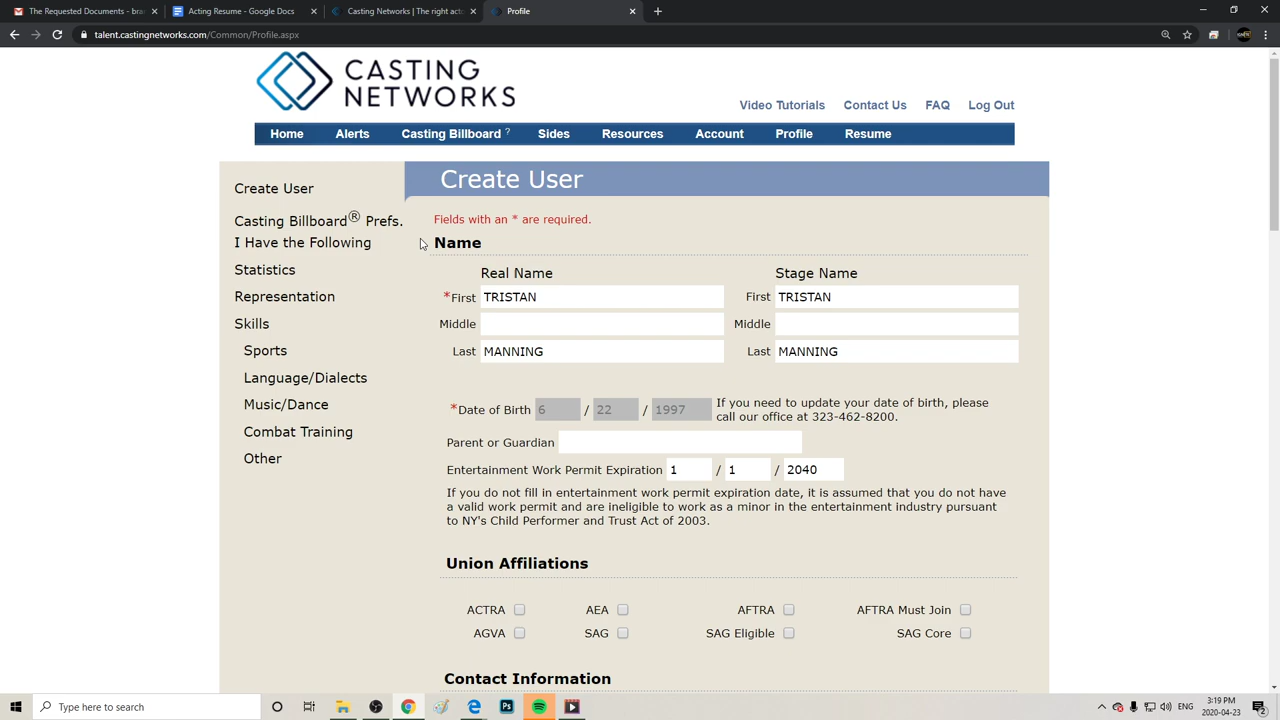 The Requested Documents - bra
Acting Resume - Google Docs
Casting Networks | The right acto
Profile
talent.castingnetworks.com/Common/Profile.aspx
CASTING
NETWORKS
Video Tutorials Contact Us FAQ Log Out
Home Alerts Casting Billboard ? Sides Resources Account Profile Resume
Create User
Casting Billboard® Prefs.
I Have the Following
Statistics
Representation
Skills
Sports
Language/Dialects
Music/Dance
Combat Training
Other
Create User
Fields with an * are required.
Name
Real Name Stage Name
*First TRISTAN First TRISTAN
Middle Middle
Last MANNING Last MANNING
*Date of Birth 6 / 22 / 1997 If you need to update your date of birth, please
call our office at 323-462-8200.
Parent or Guardian
Entertainment Work Permit Expiration 1 / 1 / 2040
If you do not fill in entertainment work permit expiration date, it is assumed that you do not have
a valid work permit and are ineligible to work as a minor in the entertainment industry pursuant
to NY's Child Performer and Trust Act of 2003.
Union Affiliations
ACTRA AEA AFTRA AFTRA Must Join
AGVA SAG SAG Eligible SAG Core
Contact Information
Type here to search
ENG
3:19 PM
2020-04-23
2